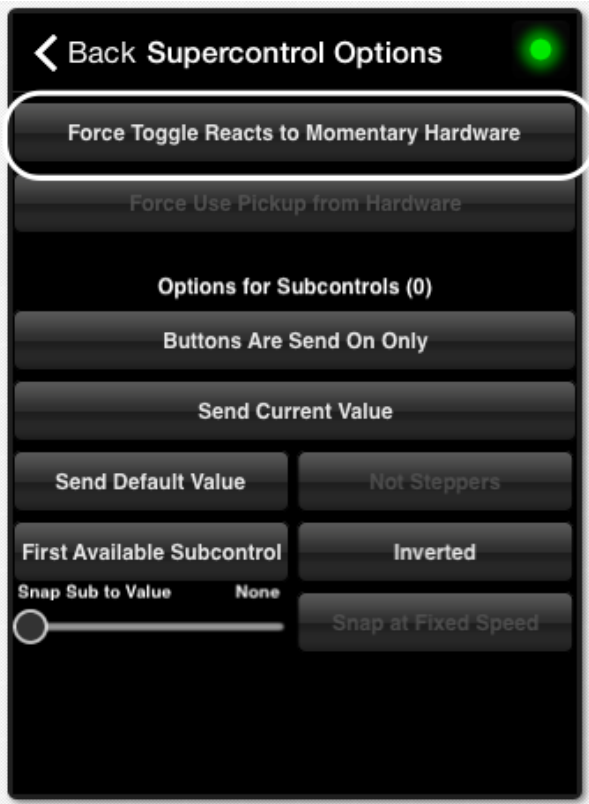 Back Supercontrol Options
Force Toggle Reacts to Momentary Hardware
Force Use Pickup from Hardware
Options for Subcontrols (0)
Buttons Are Send On Only
Send Current Value
Send Default Value
Not Steppers
First Available Subcontrol
Inverted
Snap Sub to Value None
Snap at Fixed Speed